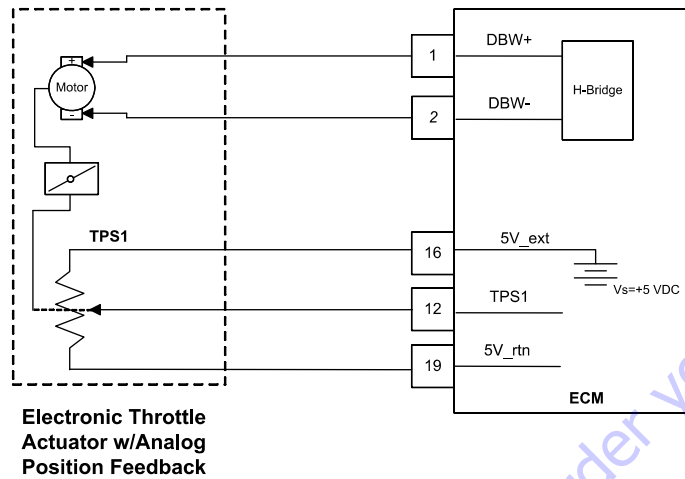 +
Motor
-
1
DBW+
2
DBW-
H-Bridge
TPS1
16
5V_ext
Vs=+5 VDC
12
TPS1
19
5V_rtn
ECM
Electronic Throttle
Actuator w/Analog
Position Feedback